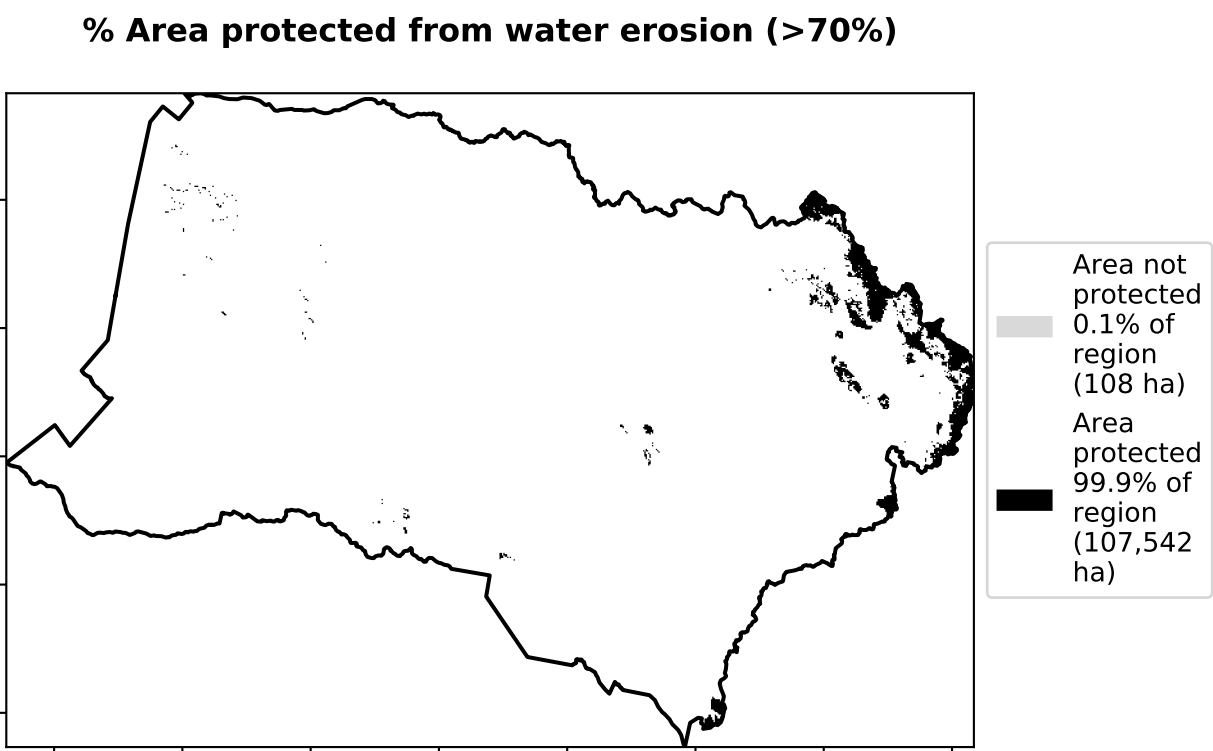 % Area protected from water erosion (>70%)
Area not
protected
0.1% of
region
(108 ha)
Area
protected
99.9% of
region
(107,542
ha)